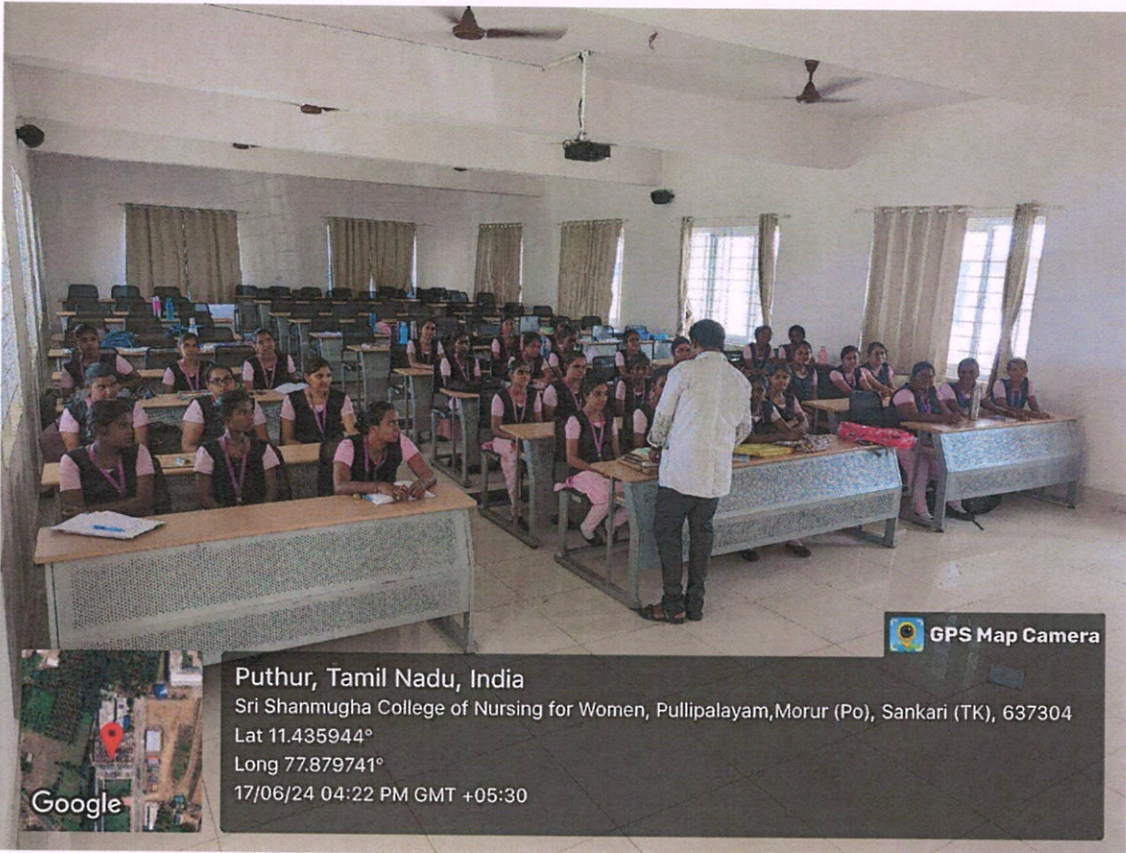 GPS Map Camera
Puthur, Tamil Nadu, India
Sri Shanmugha College of Nursing for Women, Pullipalayam,Morur (Po), Sankari (TK), 637304
Lat 11.435944°
Long 77.879741°
17/06/24 04:22 PM GMT +05:30
Google